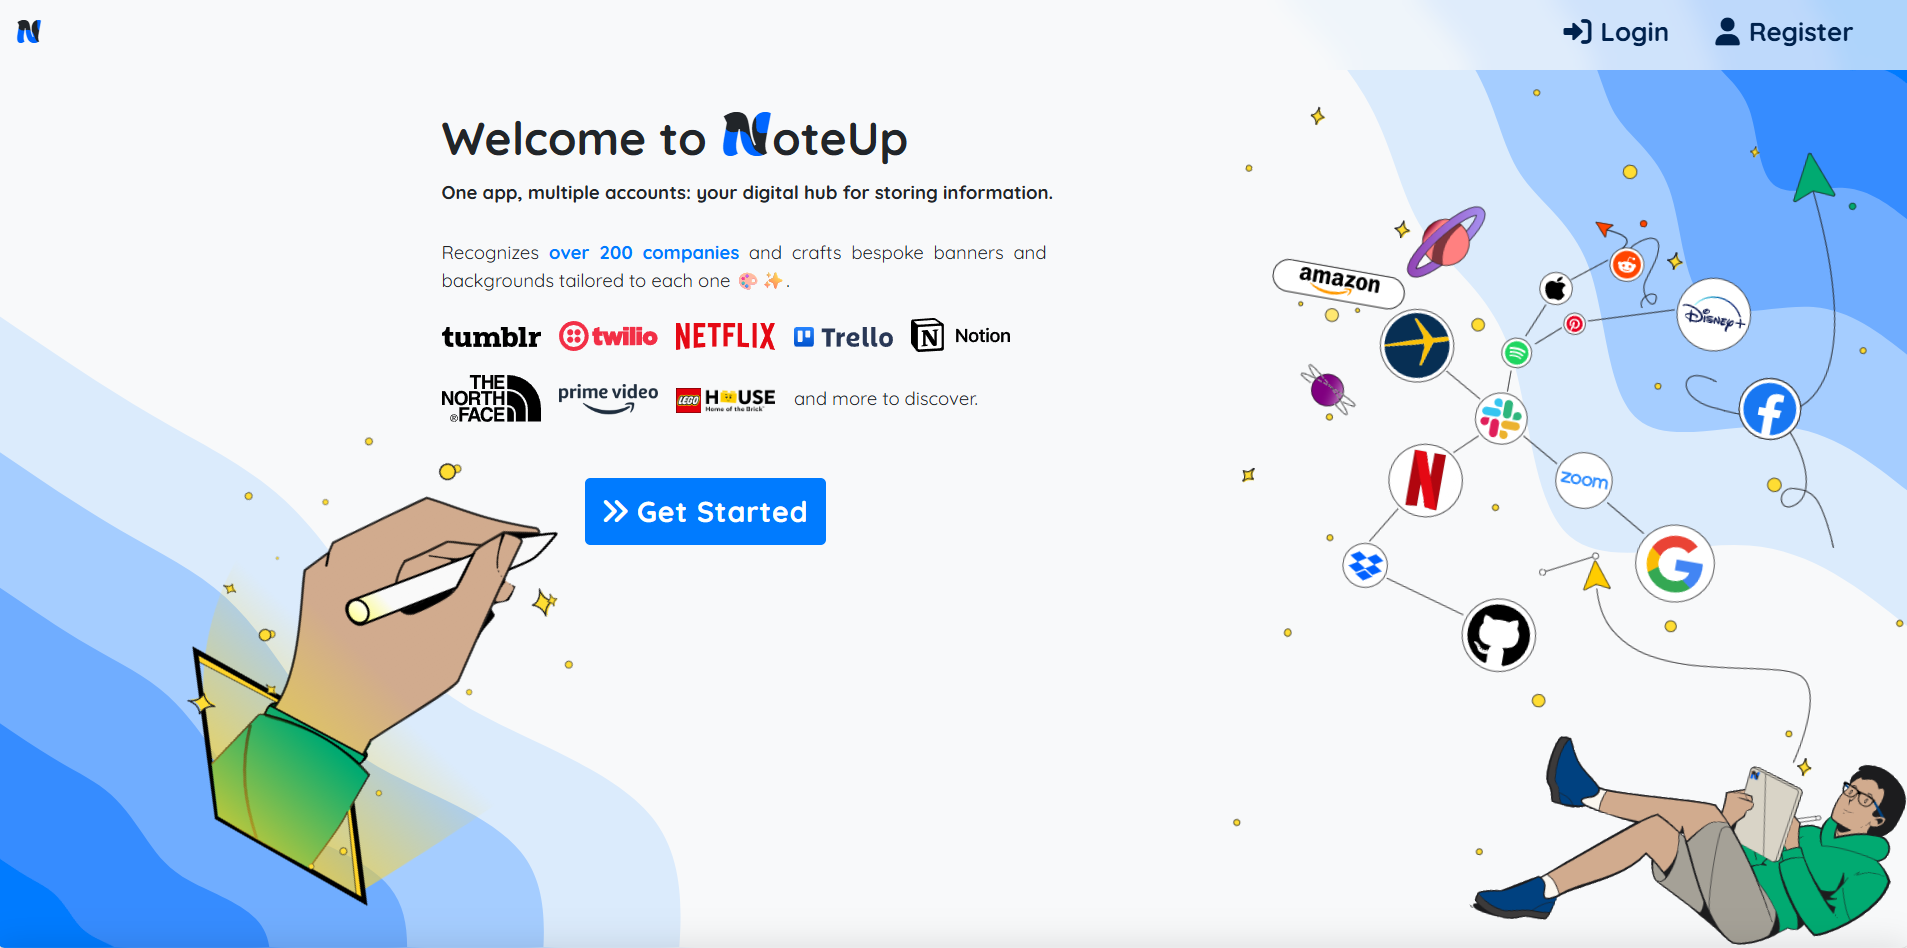 Login
Register
Welcome to NoteUp
One app, multiple accounts: your digital hub for storing information.
Recognizes over 200 companies and crafts bespoke banners and
backgrounds tailored to each one 🎨✨.
tumblr
twilio
NETFLIX
Trello
Notion
THE
NORTH
®FACE
prime video
LEGO HOUSE
Home of the Brick™
and more to discover.
Get Started
amazon
Disney+
zoom